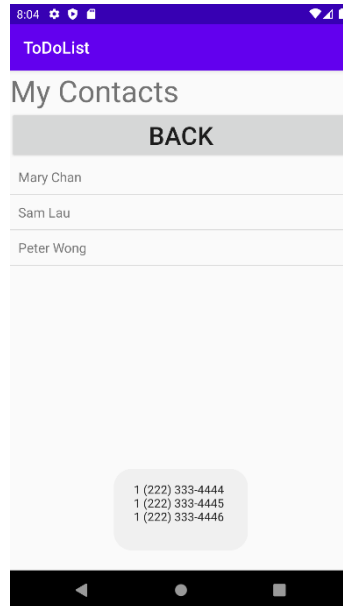 8:04
ToDoList
My Contacts
BACK
Mary Chan
Sam Lau
Peter Wong
1 (222) 333-4444
1 (222) 333-4445
1 (222) 333-4446